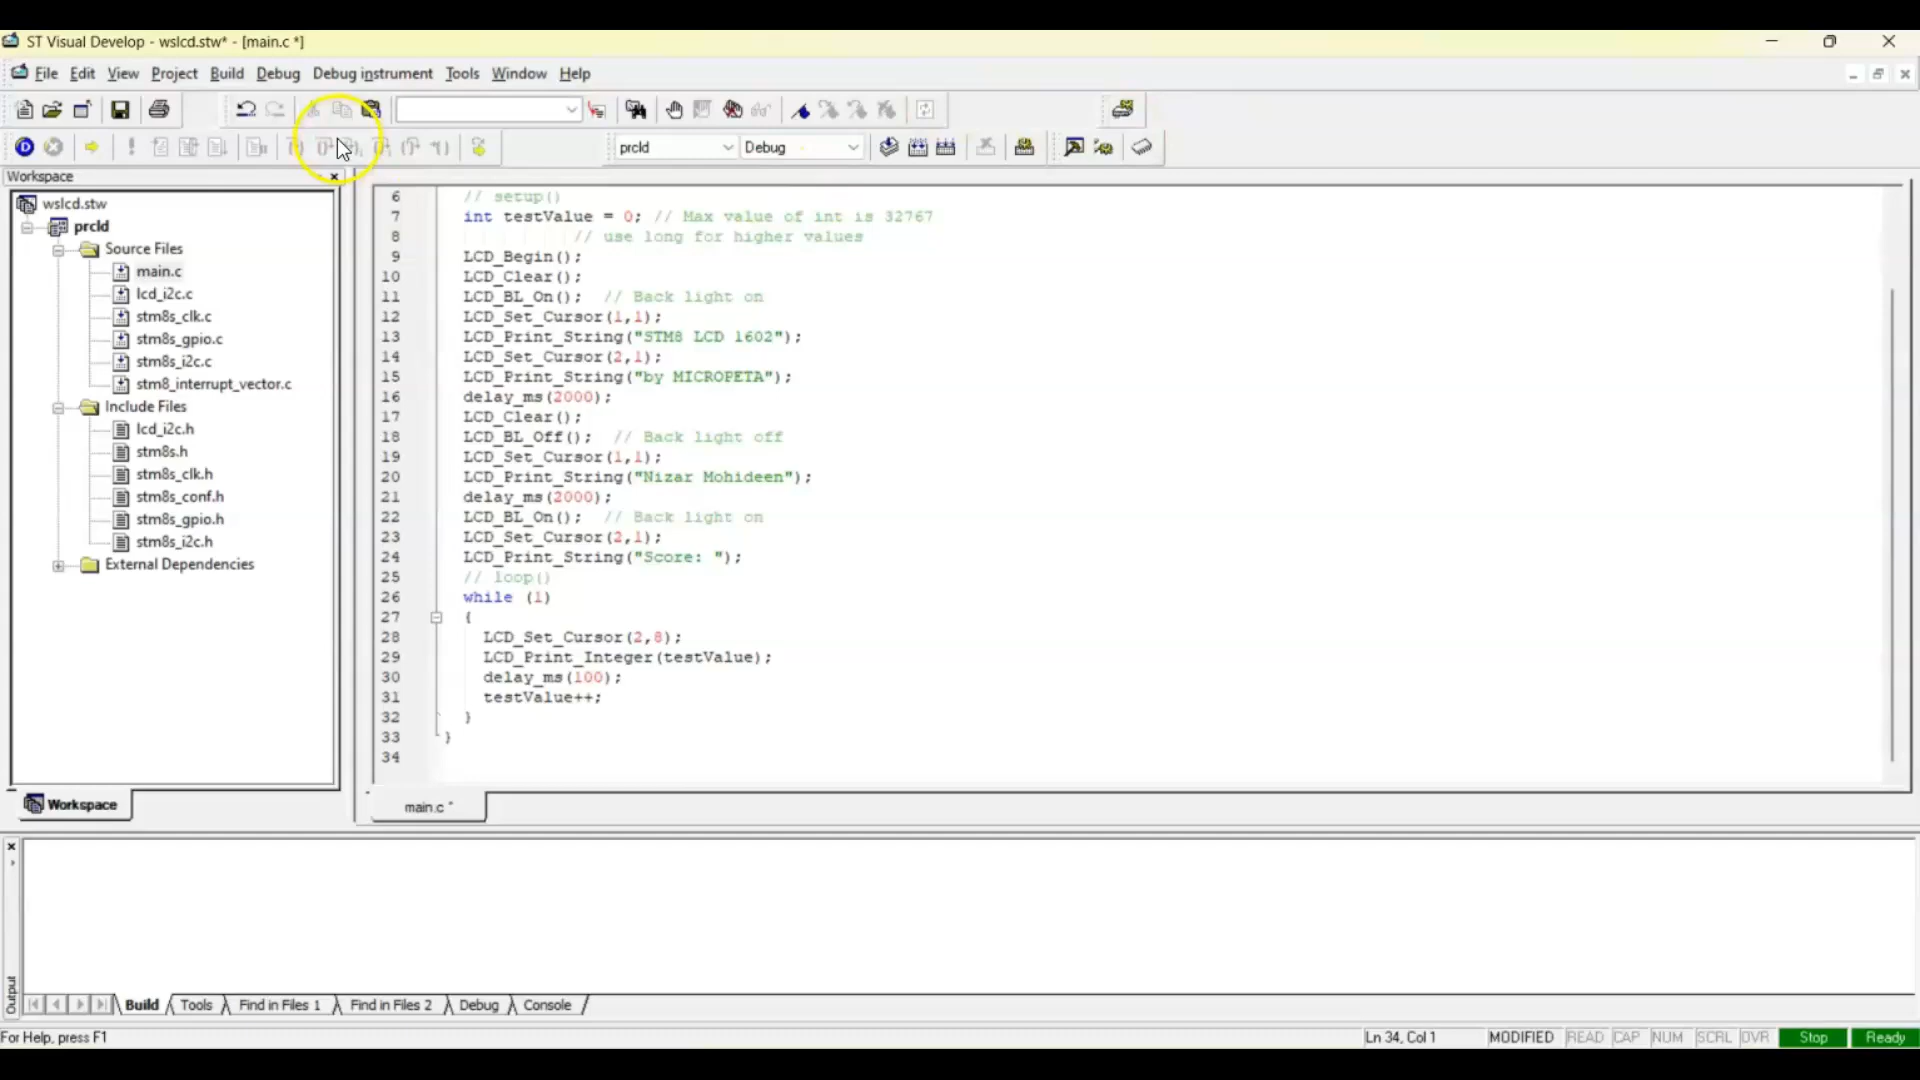 ST Visual Develop - wslcd.stw* - [main.c *]
File Edit View Project Build Debug Debug instrument Tools Window Help
prcld Debug
Workspace
wslcd.stw
prcld
Source Files
main.c
lcd_i2c.c
stm8s_clk.c
stm8s_gpio.c
stm8s_i2c.c
stm8_interrupt_vector.c
Include Files
lcd_i2c.h
stm8s.h
stm8s_clk.h
stm8s_conf.h
stm8s_gpio.h
stm8s_i2c.h
External Dependencies
Workspace
6 // setup()
7 int testValue = 0; // Max value of int is 32767
8 // use long for higher values
9 LCD_Begin();
10 LCD_Clear();
11 LCD_BL_On(); // Back light on
12 LCD_Set_Cursor(1,1);
13 LCD_Print_String("STM8 LCD 1602");
14 LCD_Set_Cursor(2,1);
15 LCD_Print_String("by MICROPETA");
16 delay_ms(2000);
17 LCD_Clear();
18 LCD_BL_Off(); // Back light off
19 LCD_Set_Cursor(1,1);
20 LCD_Print_String("Nizar Mohideen");
21 delay_ms(2000);
22 LCD_BL_On(); // Back light on
23 LCD_Set_Cursor(2,1);
24 LCD_Print_String("Score: ");
25 // loop()
26 while (1)
27 {
28 LCD_Set_Cursor(2,8);
29 LCD_Print_Integer(testValue);
30 delay_ms(100);
31 testValue++;
32 }
33 }
34
main.c *
Output
Build Tools Find in Files 1 Find in Files 2 Debug Console
For Help, press F1 Ln 34, Col 1 MODIFIED READ CAP NUM SCRL OVR Stop Ready